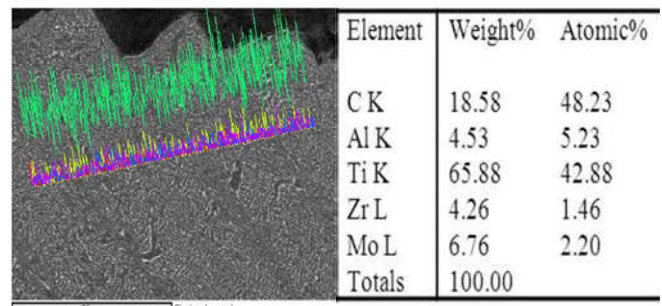 Element Weight% Atomic%
C K 18.58 48.23
Al K 4.53 5.23
Ti K 65.88 42.88
Zr L 4.26 1.46
Mo L 6.76 2.20
Totals 100.00